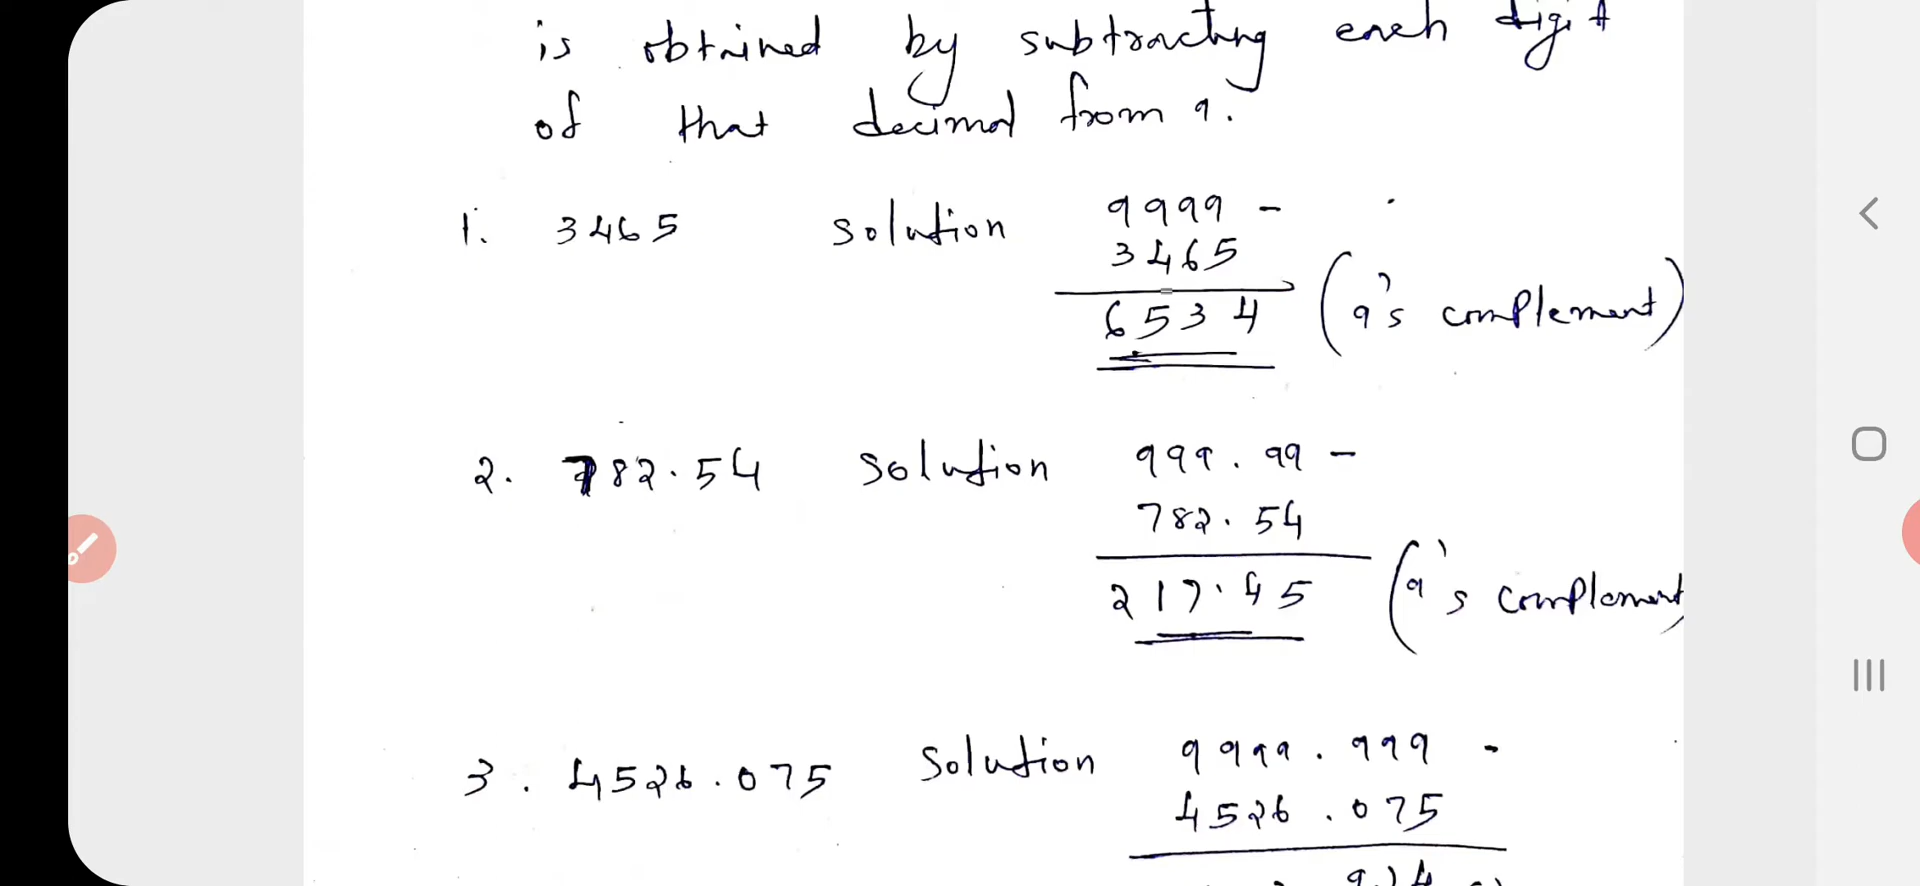 is obtained by subtracting each digit
of that decimal from 9.
1. 3465 Solution 9999 -
3465
6534 (9's complement)
2. 782.54 Solution 999.99 -
782.54
217.45 (9's complement)
3. 4526.075 Solution 9999.999 -
4526.075
924